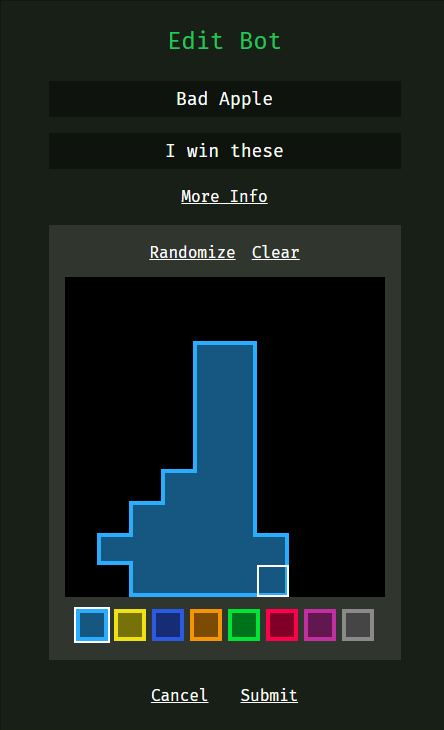 Edit Bot
Bad Apple
I win these
More Info
Randomize Clear
Cancel Submit